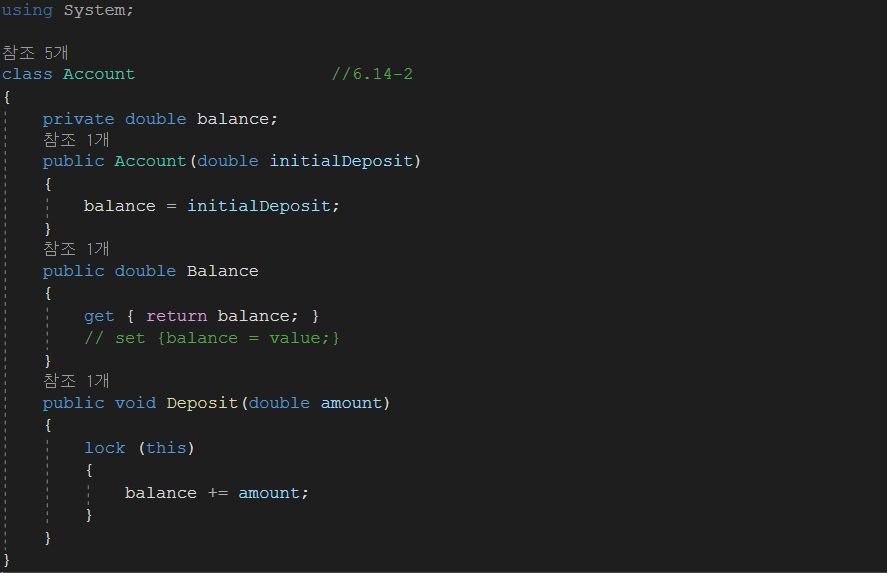 using System;
참조 5개
class Account //6.14-2
{
private double balance;
참조 1개
public Account(double initialDeposit)
{
balance = initialDeposit;
}
참조 1개
public double Balance
{
get { return balance; }
// set {balance = value;}
}
참조 1개
public void Deposit(double amount)
{
lock (this)
{
balance += amount;
}
}
}